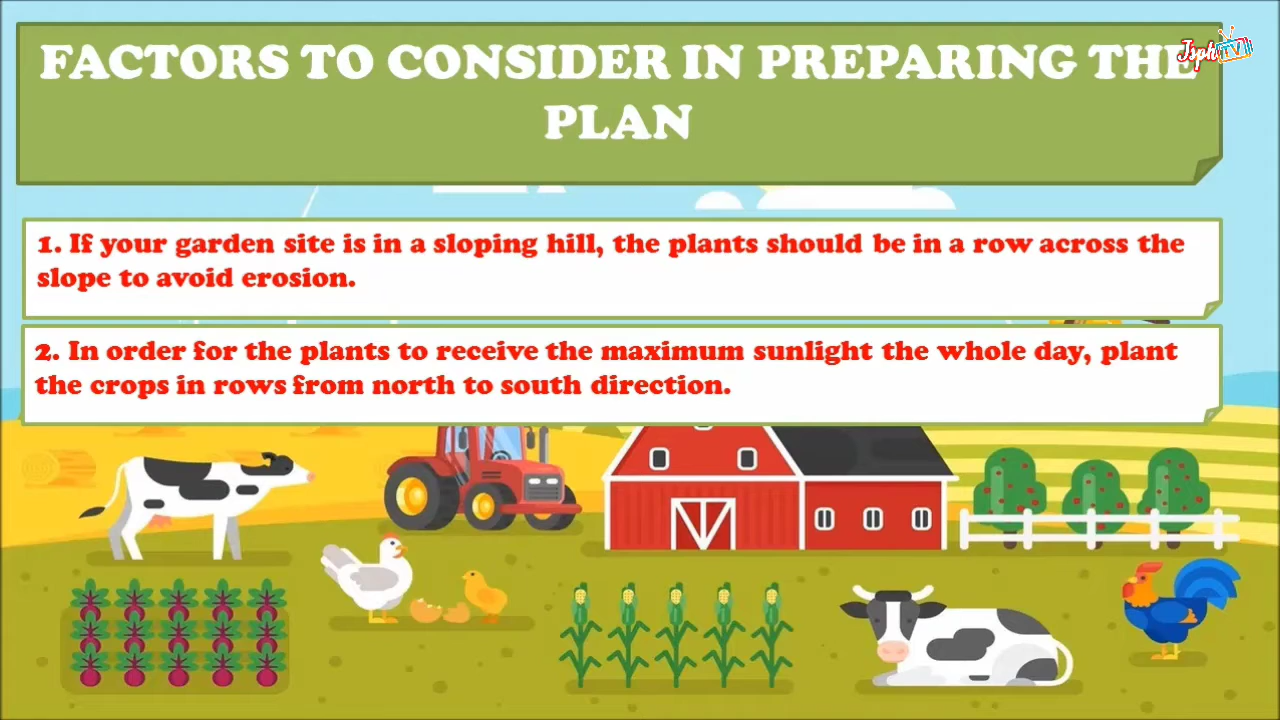 FACTORS TO CONSIDER IN PREPARING THE
PLAN
Jsph TV
1. If your garden site is in a sloping hill, the plants should be in a row across the
slope to avoid erosion.
2. In order for the plants to receive the maximum sunlight the whole day, plant
the crops in rows from north to south direction.